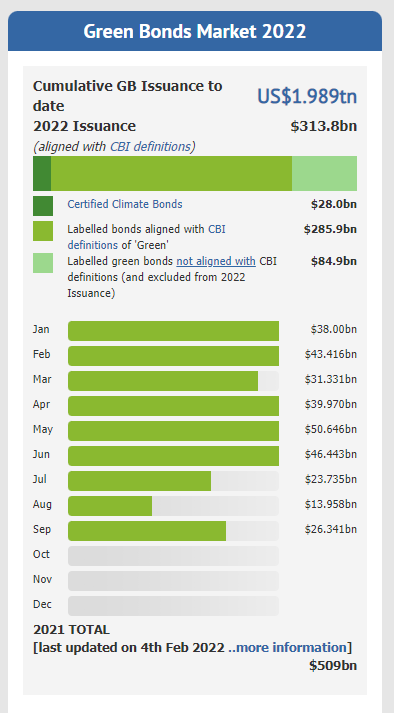 Green Bonds Market 2022
Cumulative GB Issuance to
date
US$1.989tn
2022 Issuance
$313.8bn
(aligned with CBI definitions)
Certified Climate Bonds
$28.0bn
Labelled bonds aligned with CBI
definitions of 'Green'
$285.9bn
Labelled green bonds not aligned with CBI
definitions (and excluded from 2022
Issuance)
$84.9bn
Jan $38.00bn
Feb $43.416bn
Mar $31.331bn
Apr $39.970bn
May $50.646bn
Jun $46.443bn
Jul $23.735bn
Aug $13.958bn
Sep $26.341bn
Oct
Nov
Dec
2021 TOTAL
[last updated on 4th Feb 2022 ..more information]
$509bn